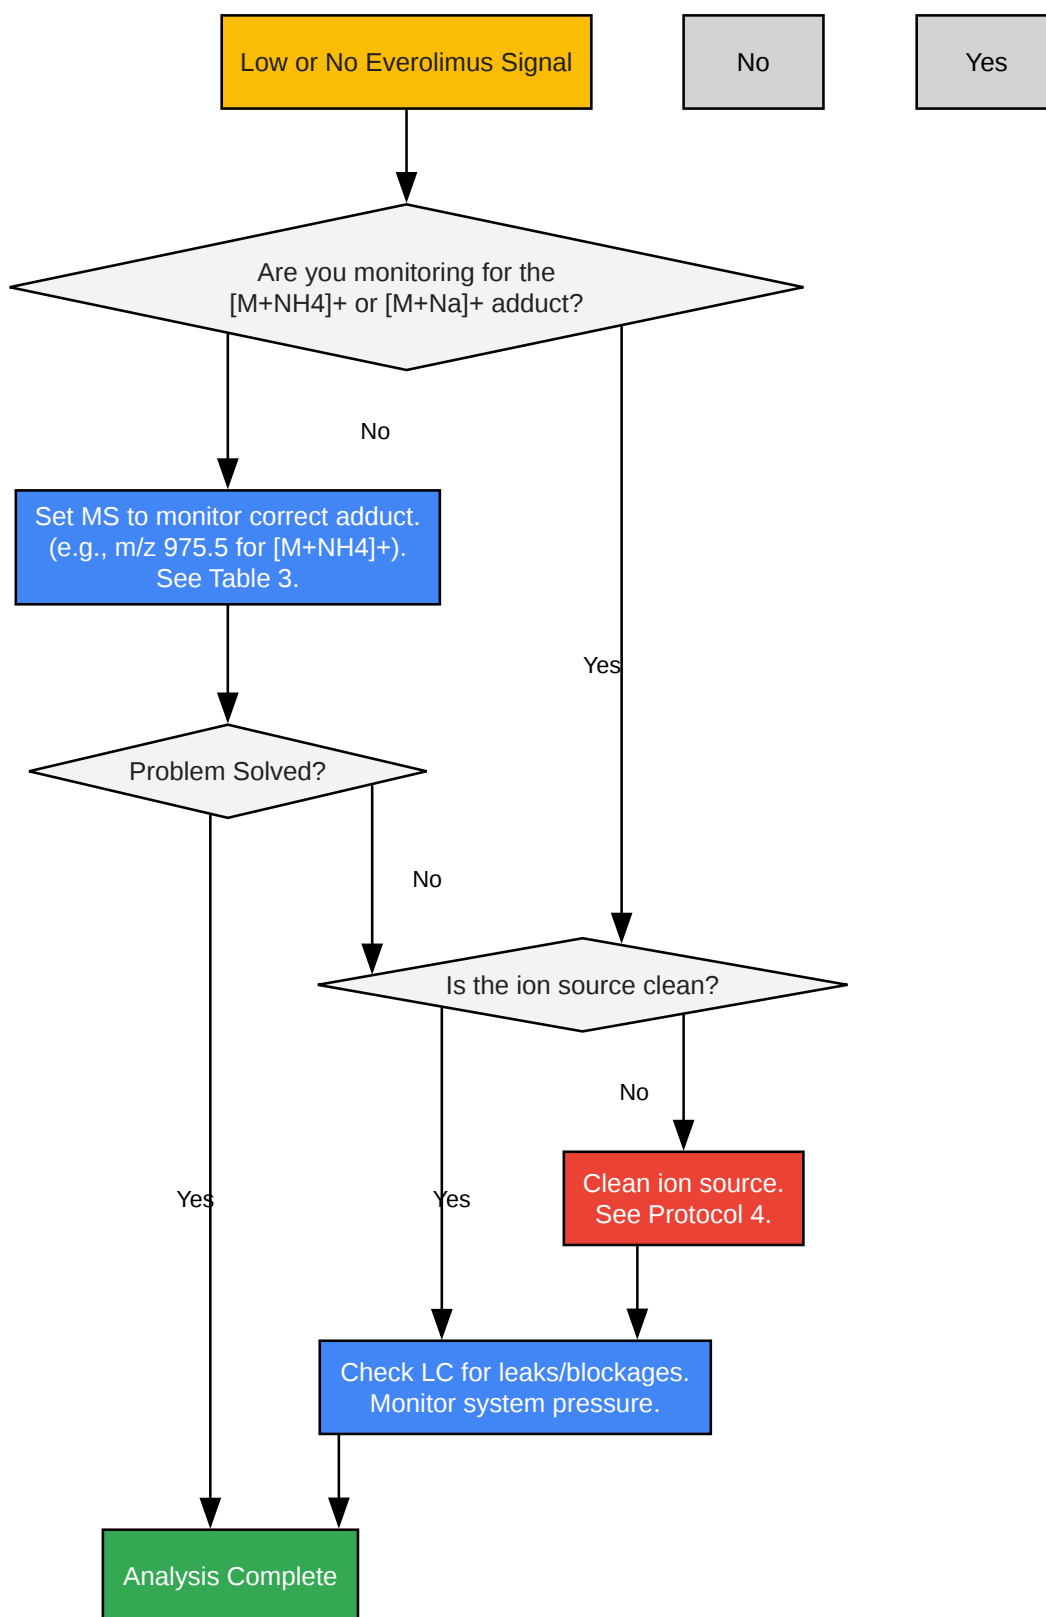 Low or No Everolimus Signal
No
Yes
Are you monitoring for the
[M+NH4]+ or [M+Na]+ adduct?
No
Set MS to monitor correct adduct.
(e.g., m/z 975.5 for [M+NH4]+).
See Table 3.
Yes
Problem Solved?
No
Is the ion source clean?
No
Clean ion source.
See Protocol 4.
Yes
Yes
Check LC for leaks/blockages.
Monitor system pressure.
Analysis Complete